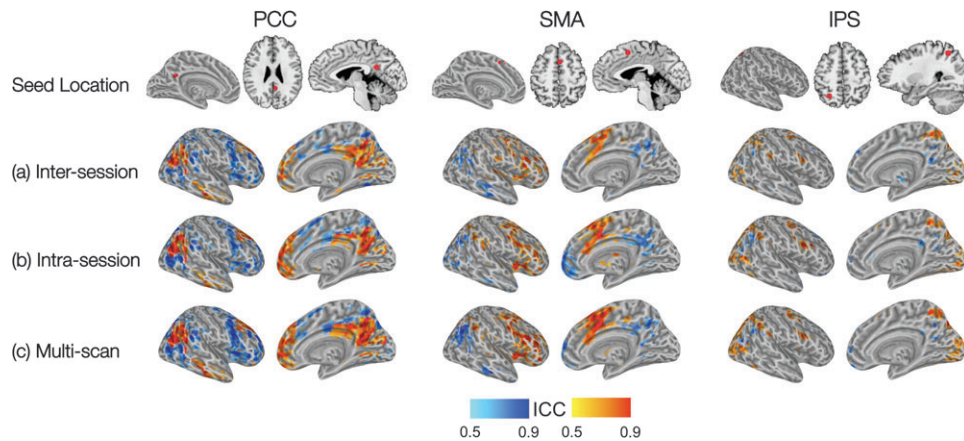 PCC SMA IPS
Seed Location
(a) Inter-session
(b) Intra-session
(c) Multi-scan
ICC
0.5 0.9 0.5 0.9